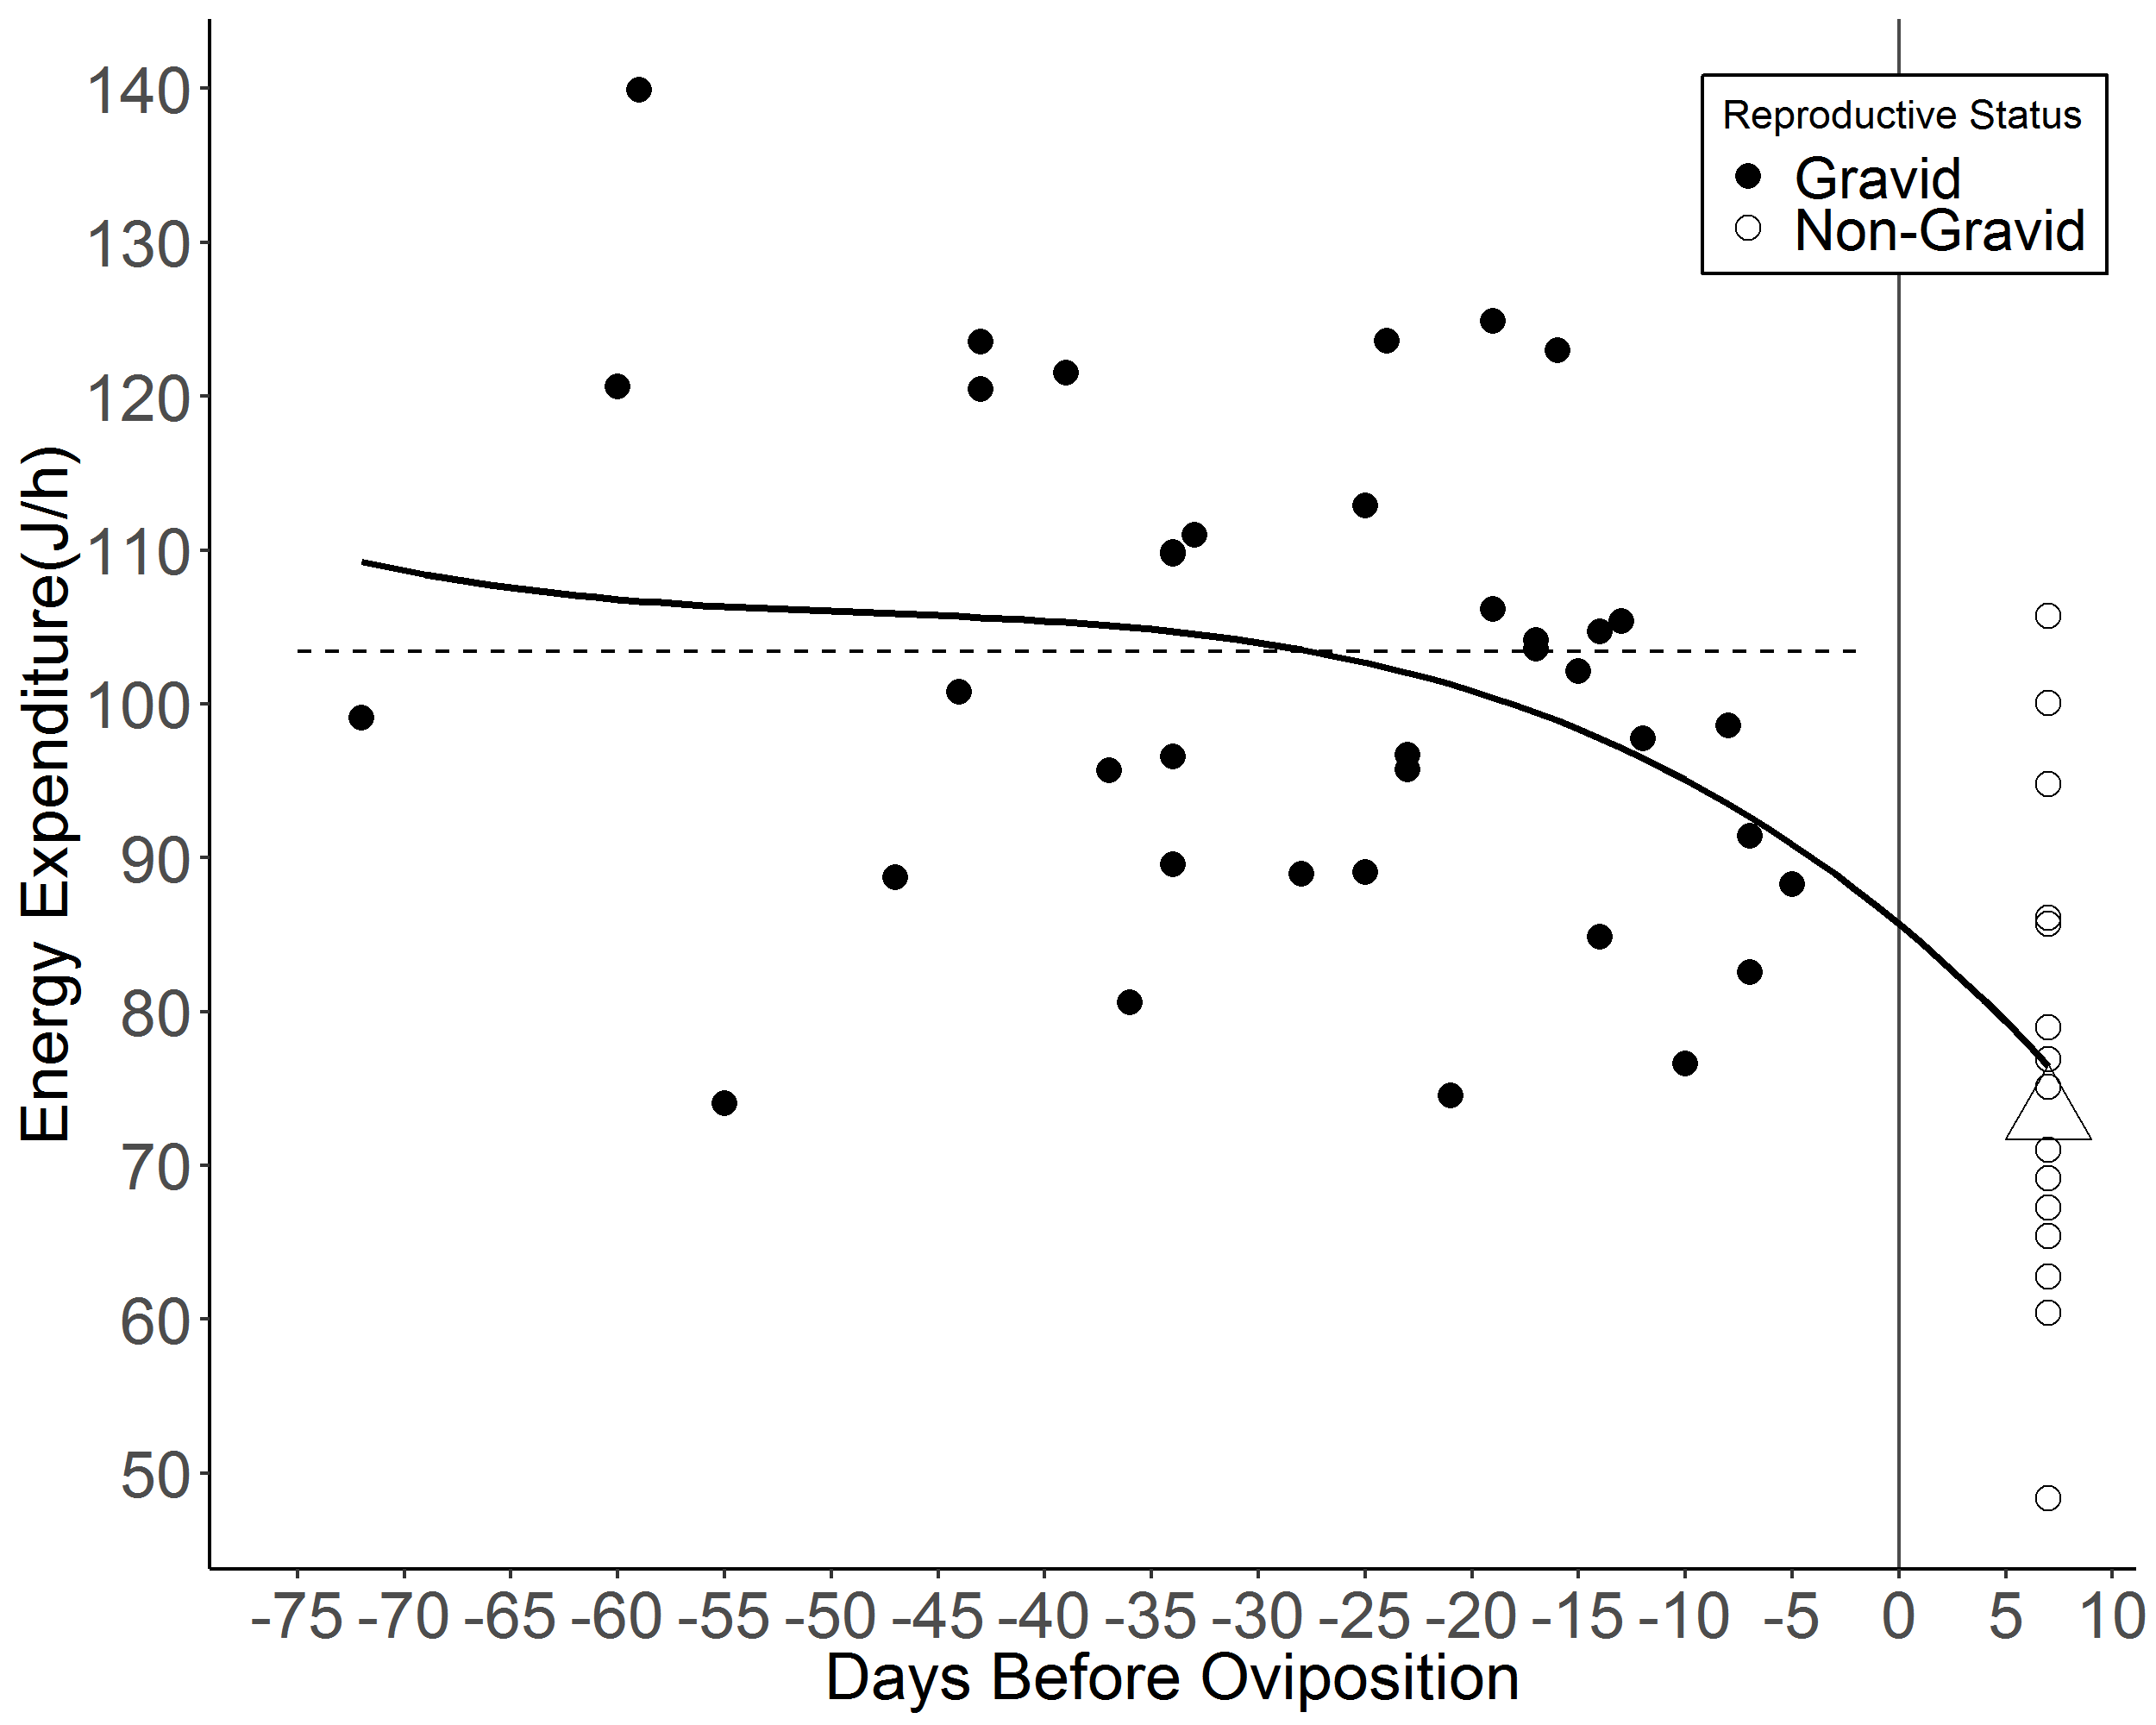 Energy Expenditure(J/h)
140
130
120
110
100
90
80
70
60
50
Reproductive Status
Gravid
Non-Gravid
-75 -70 -65 -60 -55 -50 -45 -40 -35 -30 -25 -20 -15 -10 -5 0 5 10
Days Before Oviposition